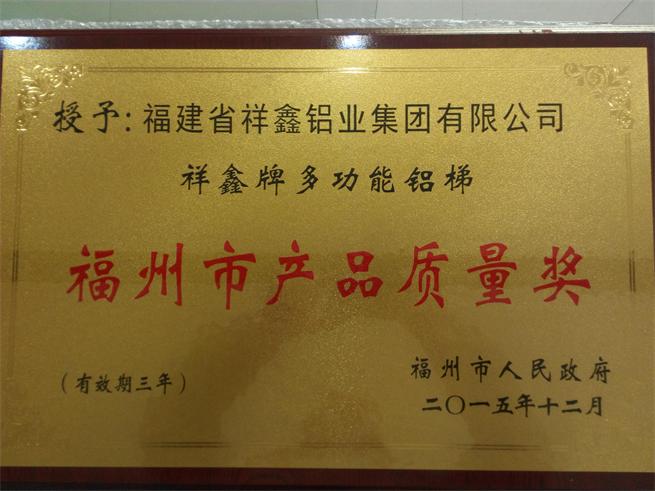 授予：福建省祥鑫铝业集团有限公司
祥鑫牌多功能铝梯
福州市产品质量奖
（有效期三年）
福州市人民政府
二〇一五年十二月